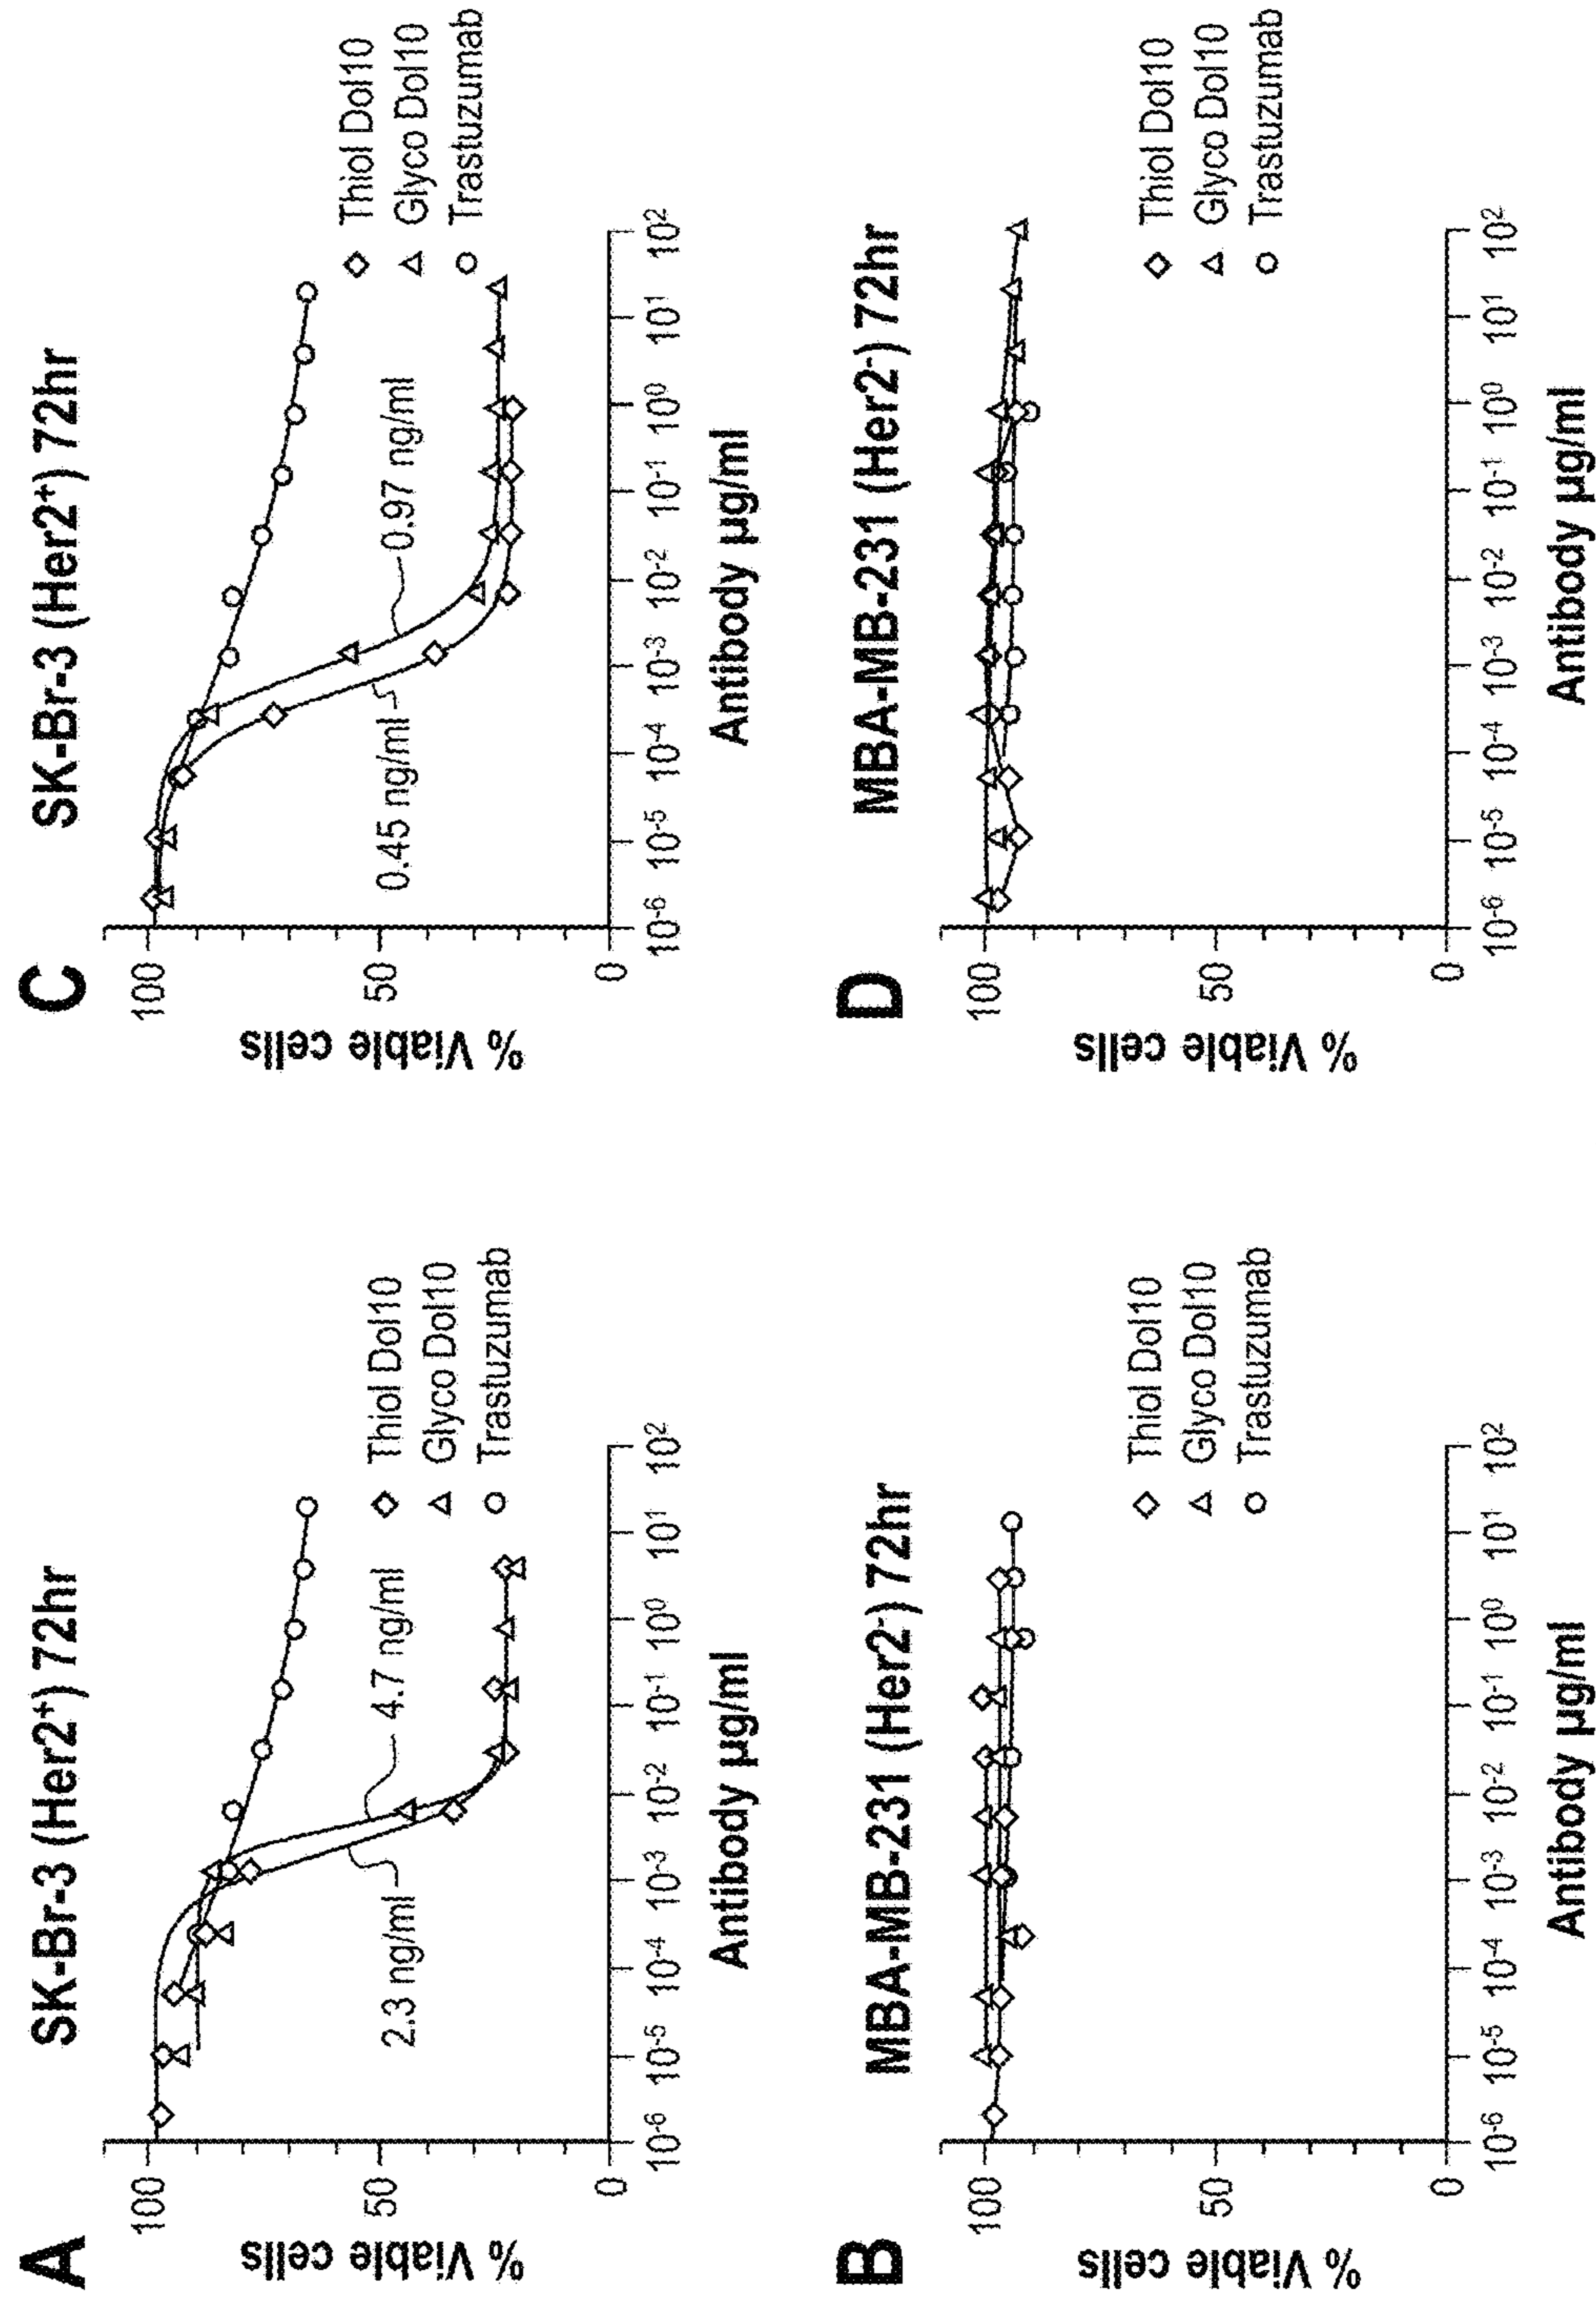 A
SK-Br-3 (Her2⁺) 72hr
% Viable cells
100
50
0
2.3 ng/ml
4.7 ng/ml
Thiol Dol10
Glyco Dol10
Trastuzumab
10⁻⁶ 10⁻⁵ 10⁻⁴ 10⁻³ 10⁻² 10⁻¹ 10⁰ 10¹ 10²
Antibody µg/ml
C
SK-Br-3 (Her2⁺) 72hr
% Viable cells
100
50
0
0.45 ng/ml
0.97 ng/ml
Thiol Dol10
Glyco Dol10
Trastuzumab
10⁻⁶ 10⁻⁵ 10⁻⁴ 10⁻³ 10⁻² 10⁻¹ 10⁰ 10¹ 10²
Antibody µg/ml
B
MBA-MB-231 (Her2⁻) 72hr
% Viable cells
100
50
0
Thiol Dol10
Glyco Dol10
Trastuzumab
10⁻⁶ 10⁻⁵ 10⁻⁴ 10⁻³ 10⁻² 10⁻¹ 10⁰ 10¹ 10²
Antibody µg/ml
D
MBA-MB-231 (Her2⁻) 72hr
% Viable cells
100
50
0
Thiol Dol10
Glyco Dol10
Trastuzumab
10⁻⁶ 10⁻⁵ 10⁻⁴ 10⁻³ 10⁻² 10⁻¹ 10⁰ 10¹ 10²
Antibody µg/ml